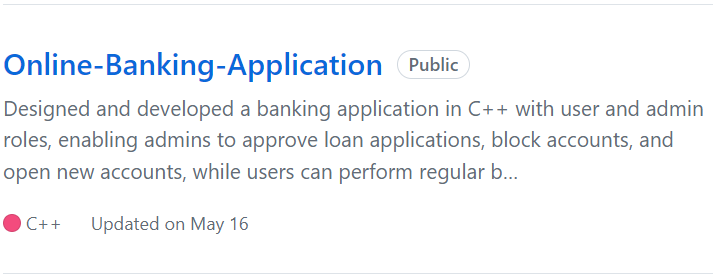 Online-Banking-Application Public
Designed and developed a banking application in C++ with user and admin
roles, enabling admins to approve loan applications, block accounts, and
open new accounts, while users can perform regular b...
C++ Updated on May 16